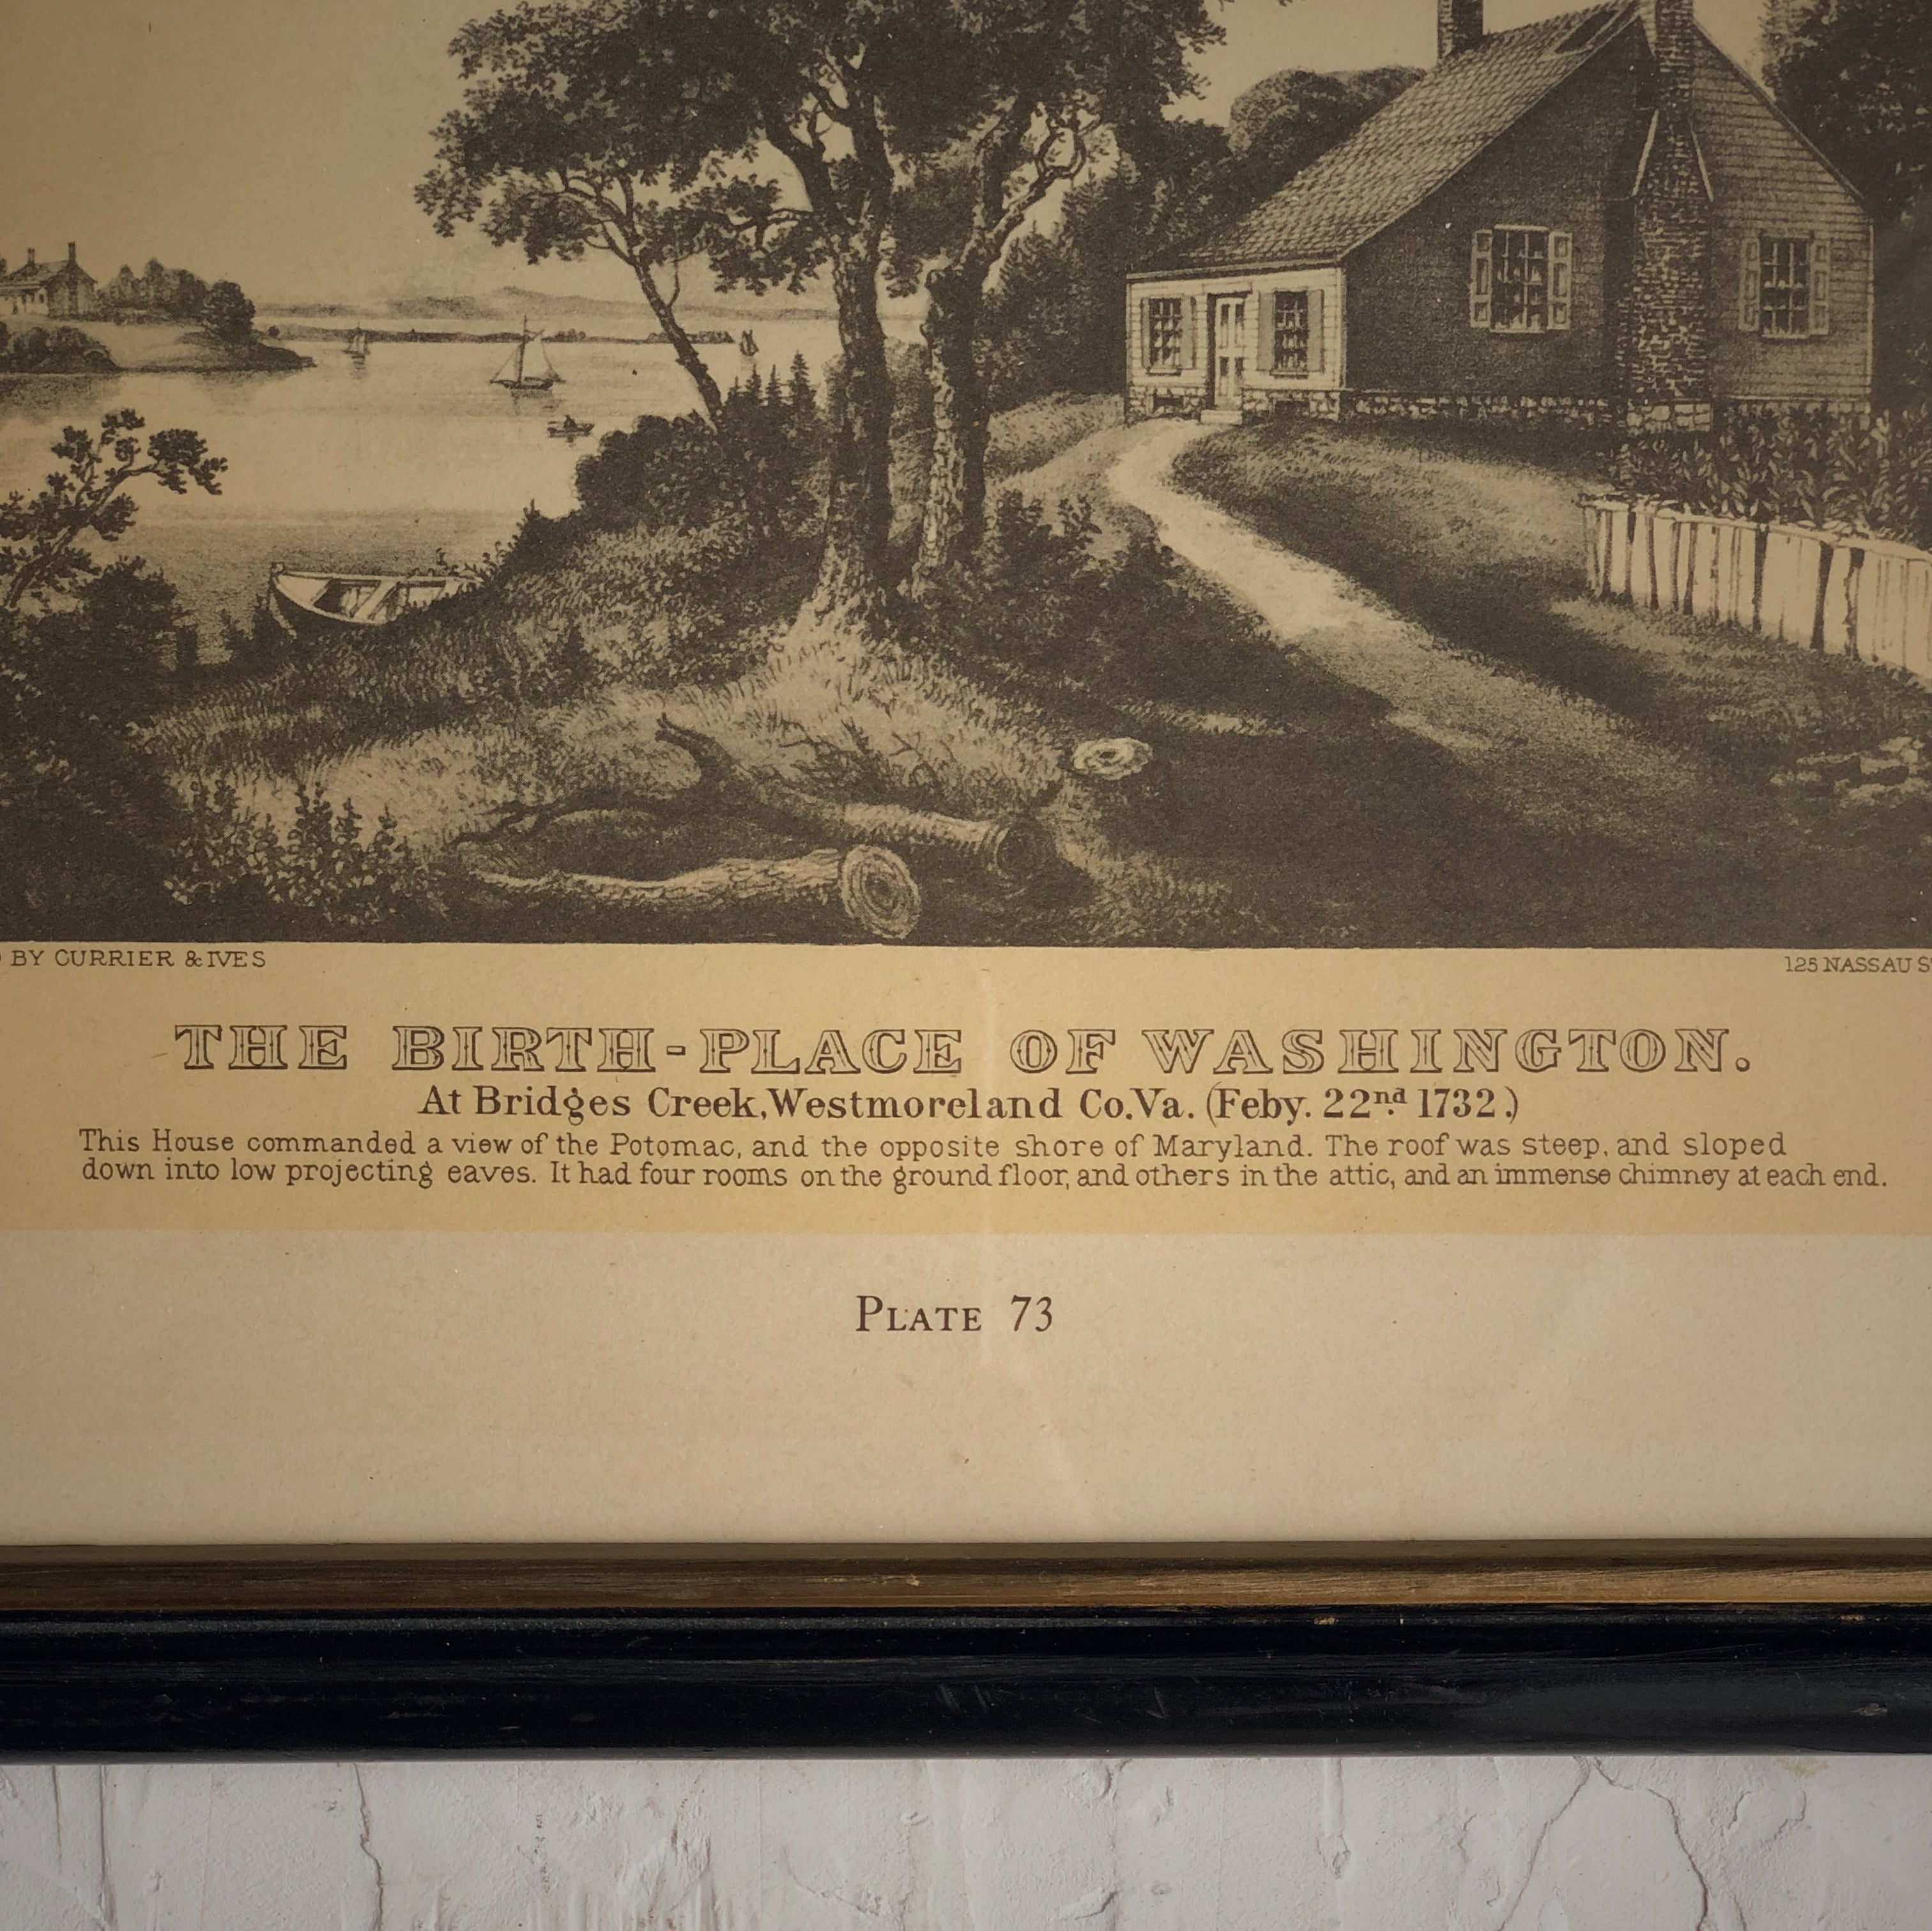 BY CURRIER & IVES
125 NASSAU
THE BIRTH-PLACE OF WASHINGTON.
At Bridges Creek, Westmoreland Co. Va. (Feby. 22nd 1732.)
This House commanded a view of the Potomac, and the opposite shore of Maryland. The roof was steep, and sloped
down into low projecting eaves. It had four rooms on the ground floor, and others in the attic, and an immense chimney at each end.
PLATE 73